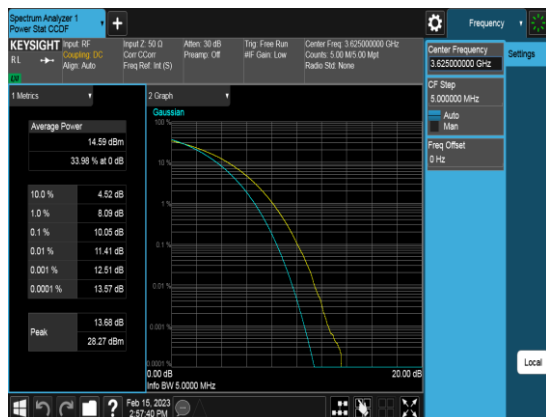 Spectrum Analyzer 1
Power Stat CCDF
+
Frequency
KEYSIGHT
RL
Input: RF
Coupling: DC
Align: Auto
Input Z: 50 Ω
Corr CCorr
Freq Ref: Int (S)
Atten: 30 dB
Preamp: Off
Trig: Free Run
#IF Gain: Low
Center Freq: 3.625000000 GHz
Counts: 5.00 M/5.00 Mpt
Radio Std: None
Center Frequency
3.625000000 GHz
Settings
CF Step
5.000000 MHz
Auto
Man
Freq Offset
0 Hz
1 Metrics
Average Power
14.59 dBm
33.98 % at 0 dB
10.0 % 4.52 dB
1.0 % 8.09 dB
0.1 % 10.05 dB
0.01 % 11.41 dB
0.001 % 12.51 dB
0.0001 % 13.57 dB
Peak
13.68 dB
28.27 dBm
2 Graph
Gaussian
100 %
10 %
1 %
0.1 %
0.01 %
0.001 %
0.0001 %
0.00 dB 20.00 dB
Info BW 5.0000 MHz
Local
?
Feb 15, 2023
2:57:40 PM